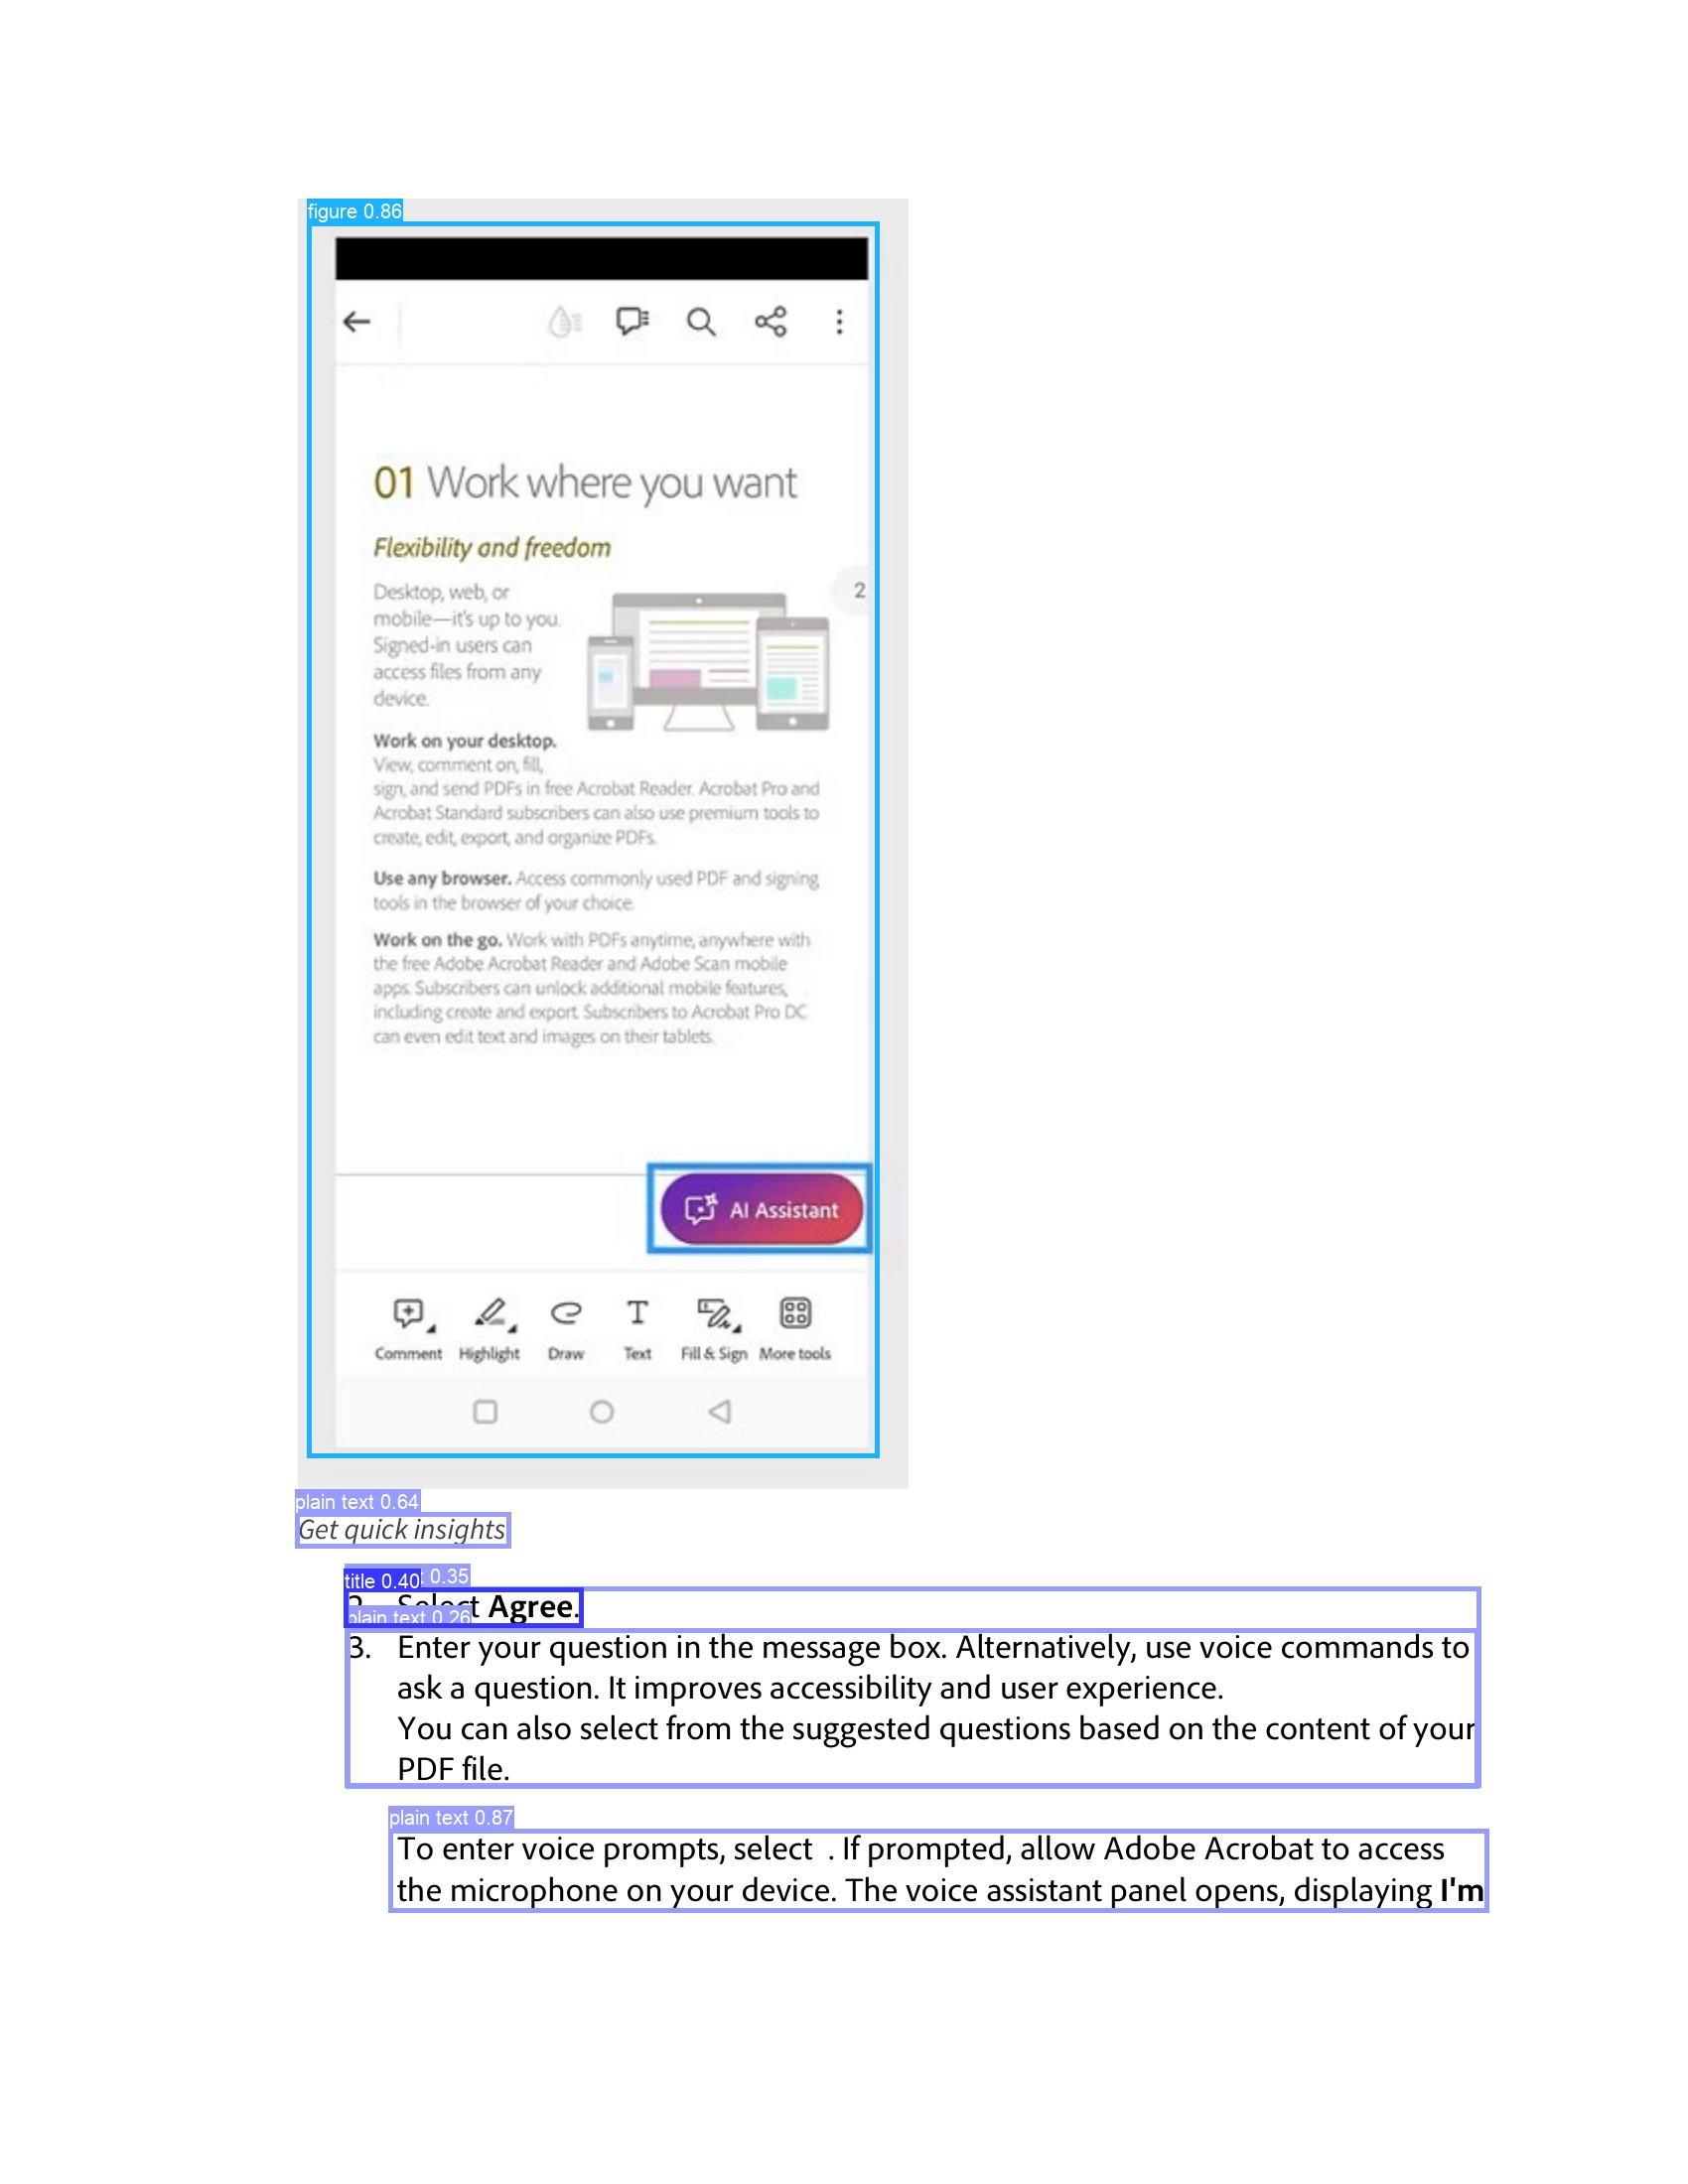 figure 0.86
01 Work where you want
Flexibility and freedom
Desktop, web, or
mobile—it's up to you.
Signed-in users can
access files from any
device.
2
Work on your desktop.
View, comment on, fill,
sign, and send PDFs in free Acrobat Reader. Acrobat Pro and
Acrobat Standard subscribers can also use premium tools to
create, edit, export, and organize PDFs.
Use any browser. Access commonly used PDF and signing
tools in the browser of your choice.
Work on the go. Work with PDFs anytime, anywhere with
the free Adobe Acrobat Reader and Adobe Scan mobile
apps. Subscribers can unlock additional mobile features,
including create and export. Subscribers to Acrobat Pro DC
can even edit text and images on their tablets.
AI Assistant
Comment Highlight Draw Text Fill & Sign More tools
plain text 0.64
Get quick insights
title 0.40 0.35
Select Agree.
plain text 0.26
3. Enter your question in the message box. Alternatively, use voice commands to
ask a question. It improves accessibility and user experience.
You can also select from the suggested questions based on the content of your
PDF file.
plain text 0.87
To enter voice prompts, select . If prompted, allow Adobe Acrobat to access
the microphone on your device. The voice assistant panel opens, displaying I'm